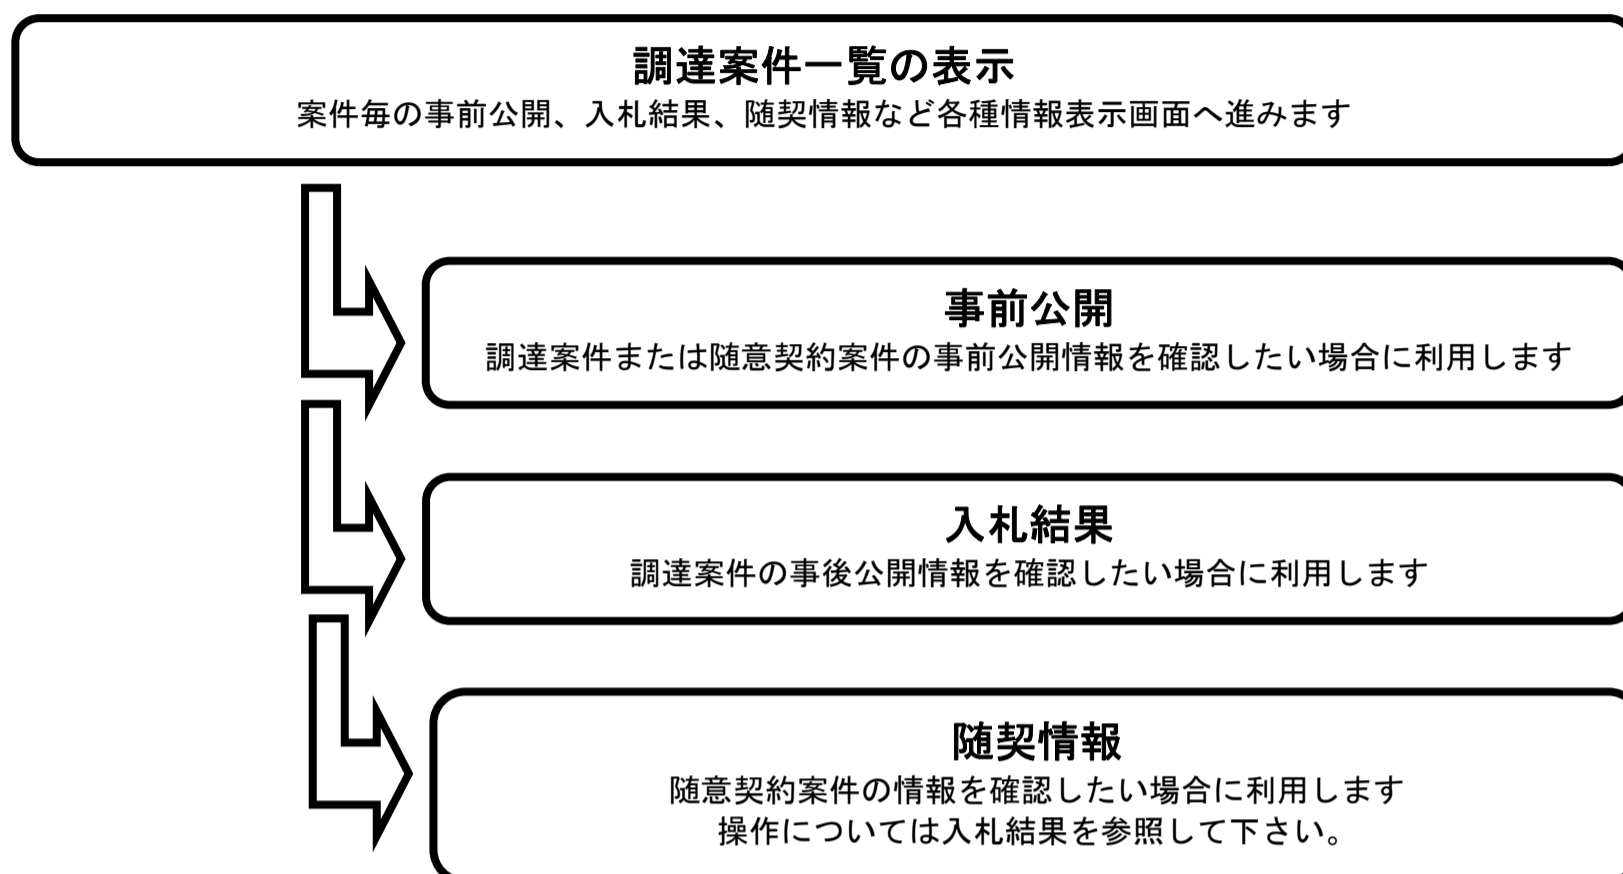 調達案件一覧の表示
案件毎の事前公開、入札結果、随契情報など各種情報表示画面へ進みます
事前公開
調達案件または随意契約案件の事前公開情報を確認したい場合に利用します
入札結果
調達案件の事後公開情報を確認したい場合に利用します
随契情報
随意契約案件の情報を確認したい場合に利用します
操作については入札結果を参照して下さい。